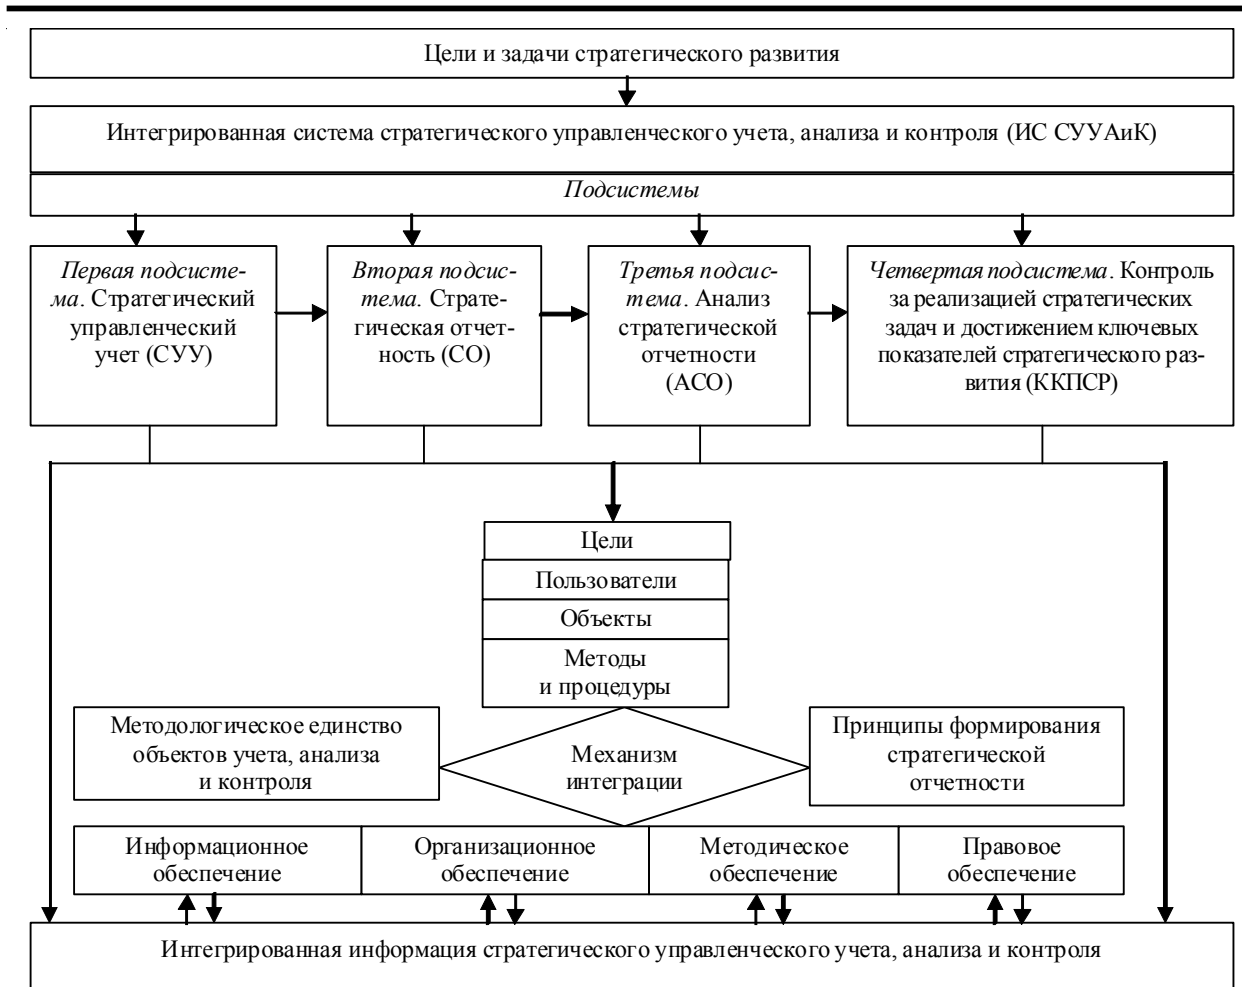 Цели и задачи стратегического развития
Интегрированная система стратегического управленческого учета, анализа и контроля (ИС СУУАиК)
Подсистемы
Первая подсисте-
ма. Стратегический
управленческий
учет (СУУ)
Вторая подсис-
тема. Страте-
гическая отчет-
ность (СО)
Третья подсис-
тема. Анализ
стратегической
отчетности
(АСО)
Четвертая подсистема. Контроль
за реализацией стратегических
задач и достижением ключевых
показателей стратегического раз-
вития (ККПСР)
Цели
Пользователи
Объекты
Методы
и процедуры
Методологическое единство
объектов учета, анализа
и контроля
Механизм
интеграции
Принципы формирования
стратегической
отчетности
Информационное
обеспечение
Организационное
обеспечение
Методическое
обеспечение
Правовое
обеспечение
Интегрированная информация стратегического управленческого учета, анализа и контроля